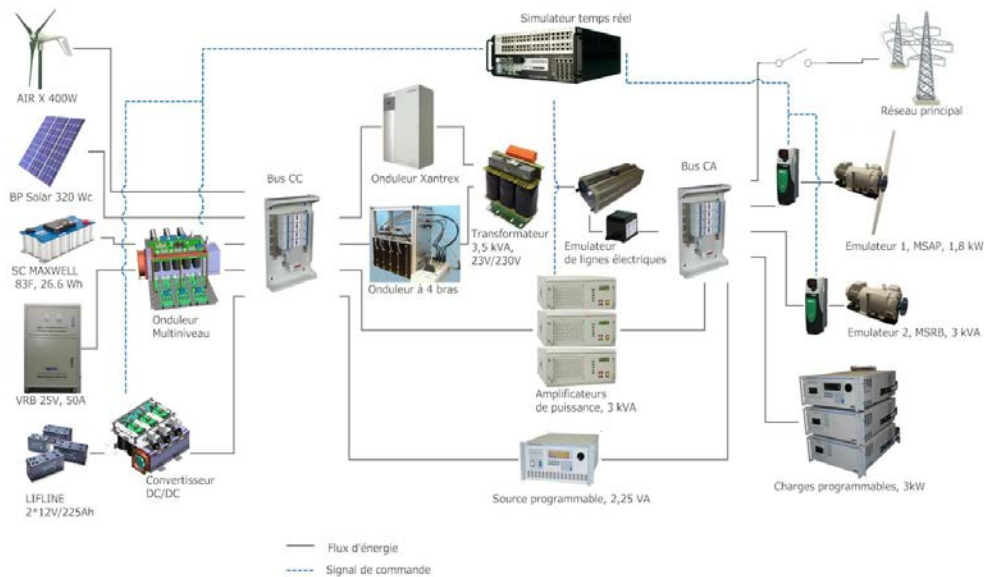 Simulateur temps réel
AIR X 400W
Réseau principal
BP Solar 320 Wc
Bus CC
Onduleur Xantrex
Bus CA
SC MAXWELL
83F, 26.6 Wh
Onduleur
Multiniveau
Onduleur à 4 bras
Transformateur
3,5 kVA,
23V/230V
Emulateur
de lignes électriques
Emulateur 1, MSAP, 1,8 kW
VRB 25V, 50A
Emulateur 2, MSRB, 3 kVA
Amplificateurs
de puissance, 3 kVA
LIFLINE
2*12V/225Ah
Convertisseur
DC/DC
Source programmable, 2,25 VA
Charges programmables, 3kW
Flux d'énergie
Signal de commande